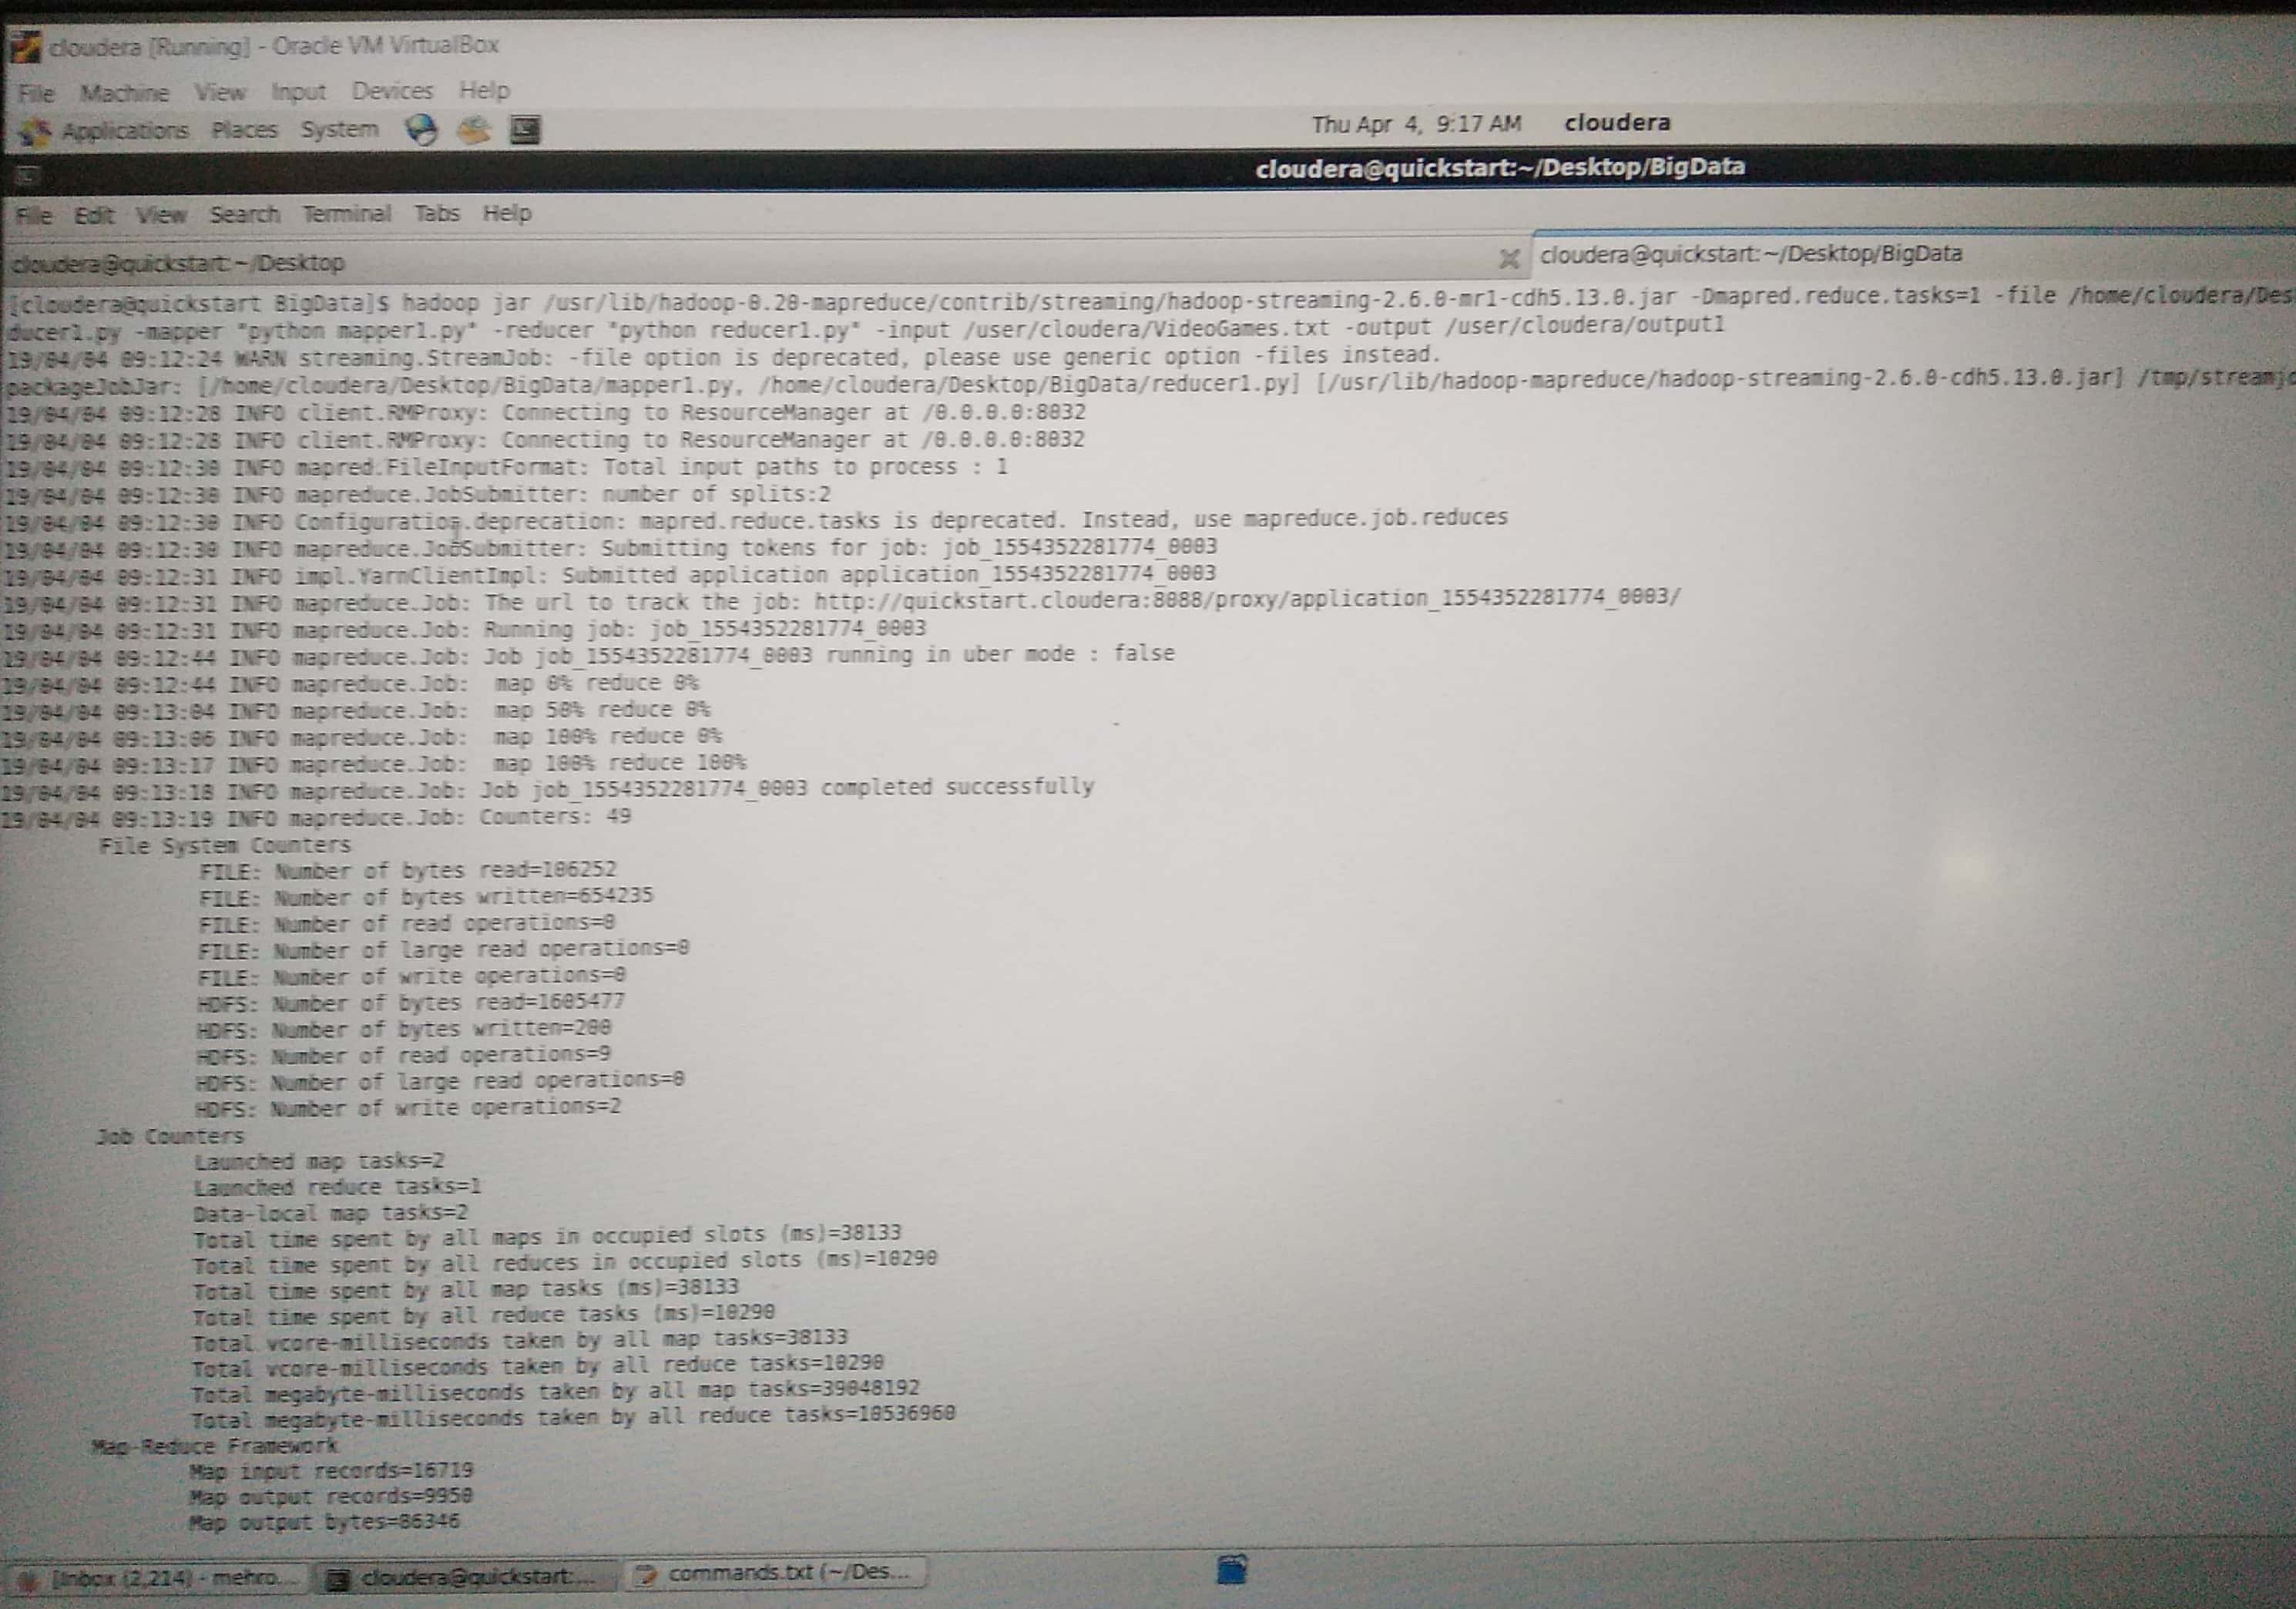 cloudera [Running] - Oracle VM VirtualBox
File Machine View Input Devices Help
Applications Places System Thu Apr 4, 9:17 AM cloudera
cloudera@quickstart:~/Desktop/BigData
File Edit View Search Terminal Tabs Help
cloudera@quickstart:~/Desktop cloudera@quickstart:~/Desktop/BigData
[cloudera@quickstart BigData]$ hadoop jar /usr/lib/hadoop-0.20-mapreduce/contrib/streaming/hadoop-streaming-2.6.0-mr1-cdh5.13.0.jar -Dmapred.reduce.tasks=1 -file /home/cloudera/Des
ducer1.py -mapper "python mapper1.py" -reducer "python reducer1.py" -input /user/cloudera/VideoGames.txt -output /user/cloudera/output1
19/04/04 09:12:24 WARN streaming.StreamJob: -file option is deprecated, please use generic option -files instead.
packageJobJar: [/home/cloudera/Desktop/BigData/mapper1.py, /home/cloudera/Desktop/BigData/reducer1.py] [/usr/lib/hadoop-mapreduce/hadoop-streaming-2.6.0-cdh5.13.0.jar] /tmp/streamjo
19/04/04 09:12:28 INFO client.RMProxy: Connecting to ResourceManager at /0.0.0.0:8032
19/04/04 09:12:28 INFO client.RMProxy: Connecting to ResourceManager at /0.0.0.0:8032
19/04/04 09:12:30 INFO mapred.FileInputFormat: Total input paths to process : 1
19/04/04 09:12:30 INFO mapreduce.JobSubmitter: number of splits:2
19/04/04 09:12:30 INFO Configuration.deprecation: mapred.reduce.tasks is deprecated. Instead, use mapreduce.job.reduces
19/04/04 09:12:30 INFO mapreduce.JobSubmitter: Submitting tokens for job: job_1554352281774_0003
19/04/04 09:12:31 INFO impl.YarnClientImpl: Submitted application application_1554352281774_0003
19/04/04 09:12:31 INFO mapreduce.Job: The url to track the job: http://quickstart.cloudera:8088/proxy/application_1554352281774_0003/
19/04/04 09:12:31 INFO mapreduce.Job: Running job: job_1554352281774_0003
19/04/04 09:12:44 INFO mapreduce.Job: Job job_1554352281774_0003 running in uber mode : false
19/04/04 09:12:44 INFO mapreduce.Job: map 0% reduce 0%
19/04/04 09:13:04 INFO mapreduce.Job: map 50% reduce 0%
19/04/04 09:13:06 INFO mapreduce.Job: map 100% reduce 0%
19/04/04 09:13:17 INFO mapreduce.Job: map 100% reduce 100%
19/04/04 09:13:18 INFO mapreduce.Job: Job job_1554352281774_0003 completed successfully
19/04/04 09:13:19 INFO mapreduce.Job: Counters: 49
File System Counters
FILE: Number of bytes read=106252
FILE: Number of bytes written=654235
FILE: Number of read operations=0
FILE: Number of large read operations=0
FILE: Number of write operations=0
HDFS: Number of bytes read=1605477
HDFS: Number of bytes written=200
HDFS: Number of read operations=9
HDFS: Number of large read operations=0
HDFS: Number of write operations=2
Job Counters
Launched map tasks=2
Launched reduce tasks=1
Data-local map tasks=2
Total time spent by all maps in occupied slots (ms)=38133
Total time spent by all reduces in occupied slots (ms)=10290
Total time spent by all map tasks (ms)=38133
Total time spent by all reduce tasks (ms)=10290
Total vcore-milliseconds taken by all map tasks=38133
Total vcore-milliseconds taken by all reduce tasks=10290
Total megabyte-milliseconds taken by all map tasks=39048192
Total megabyte-milliseconds taken by all reduce tasks=10536960
Map-Reduce Framework
Map input records=16719
Map output records=9950
Map output bytes=86346
[Inbox (2,214) - mehro... cloudera@quickstart:... commands.txt (~/Des...